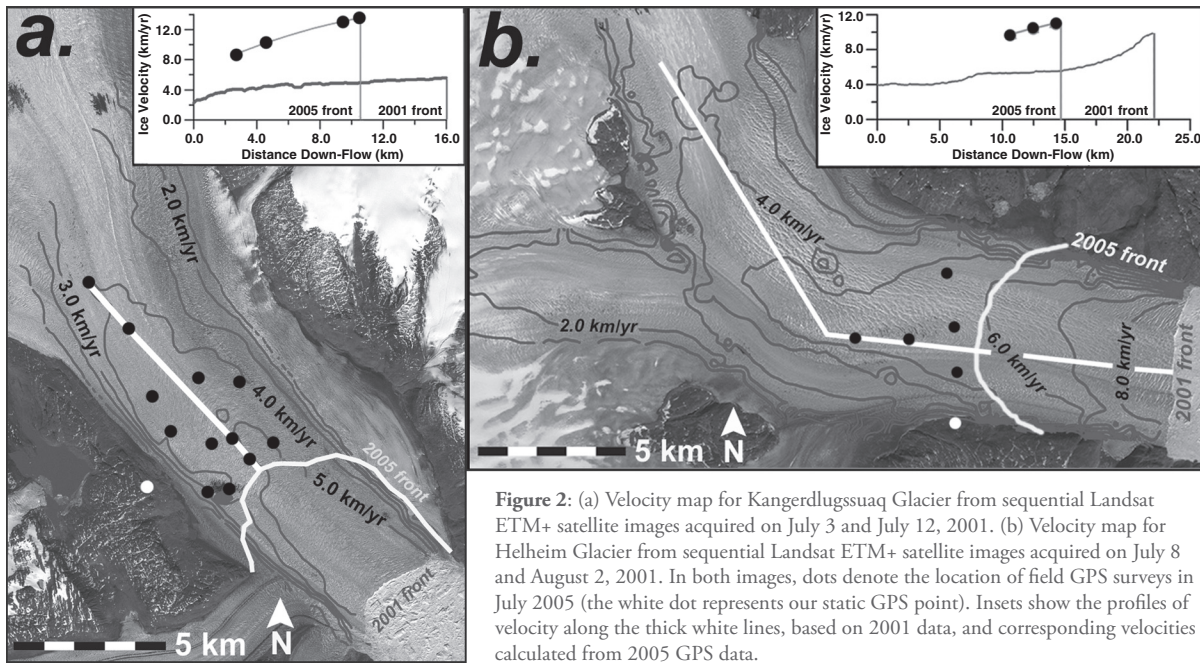 a.
Ice Velocity (km/yr)
12.0
8.0
4.0
0.0
2005 front
2001 front
0.0
4.0
8.0
12.0
16.0
Distance Down-Flow (km)
2.0 km/yr
3.0 km/yr
4.0 km/yr
5.0 km/yr
2005 front
2001 front
5 km
N
b.
Ice Velocity (km/yr)
12.0
8.0
4.0
0.0
2005 front
2001 front
0.0
5.0
10.0
15.0
20.0
25.0
Distance Down-Flow (km)
4.0 km/yr
2.0 km/yr
2005 front
6.0 km/yr
8.0 km/yr
2001 front
5 km
N
Figure 2: (a) Velocity map for Kangerdlugssuaq Glacier from sequential Landsat
ETM+ satellite images acquired on July 3 and July 12, 2001. (b) Velocity map for
Helheim Glacier from sequential Landsat ETM+ satellite images acquired on July 8
and August 2, 2001. In both images, dots denote the location of field GPS surveys in
July 2005 (the white dot represents our static GPS point). Insets show the profiles of
velocity along the thick white lines, based on 2001 data, and corresponding velocities
calculated from 2005 GPS data.